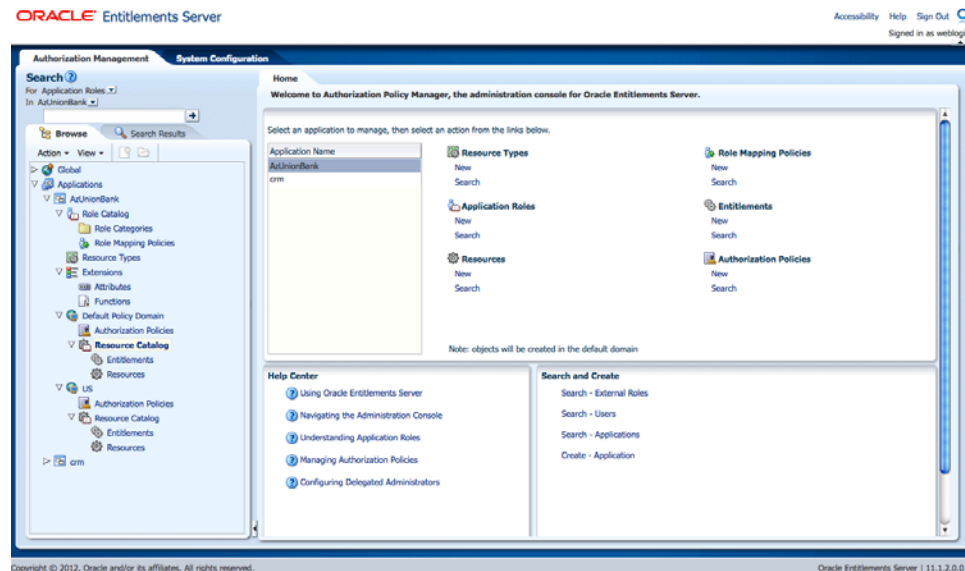 ORACLE Entitlements Server
Accessibility Help Sign Out
Signed in as weblogi
Authorization Management System Configuration
Search
For Application Roles
In AzUnionBank
Browse Search Results
Action View
Global
Applications
AzUnionBank
Role Catalog
Role Categories
Role Mapping Policies
Resource Types
Extensions
Attributes
Functions
Default Policy Domain
Authorization Policies
Resource Catalog
Entitlements
Resources
US
Authorization Policies
Resource Catalog
Entitlements
Resources
crm
Home
Welcome to Authorization Policy Manager, the administration console for Oracle Entitlements Server.
Select an application to manage, then select an action from the links below.
Application Name
AzUnionBank
crm
Resource Types
New
Search
Role Mapping Policies
New
Search
Application Roles
New
Search
Entitlements
New
Search
Resources
New
Search
Authorization Policies
New
Search
Note: objects will be created in the default domain
Help Center
Using Oracle Entitlements Server
Navigating the Administration Console
Understanding Application Roles
Managing Authorization Policies
Configuring Delegated Administrators
Search and Create
Search - External Roles
Search - Users
Search - Applications
Create - Application
Copyright © 2012, Oracle and/or its affiliates. All rights reserved.
Oracle Entitlements Server | 11.1.2.0.0